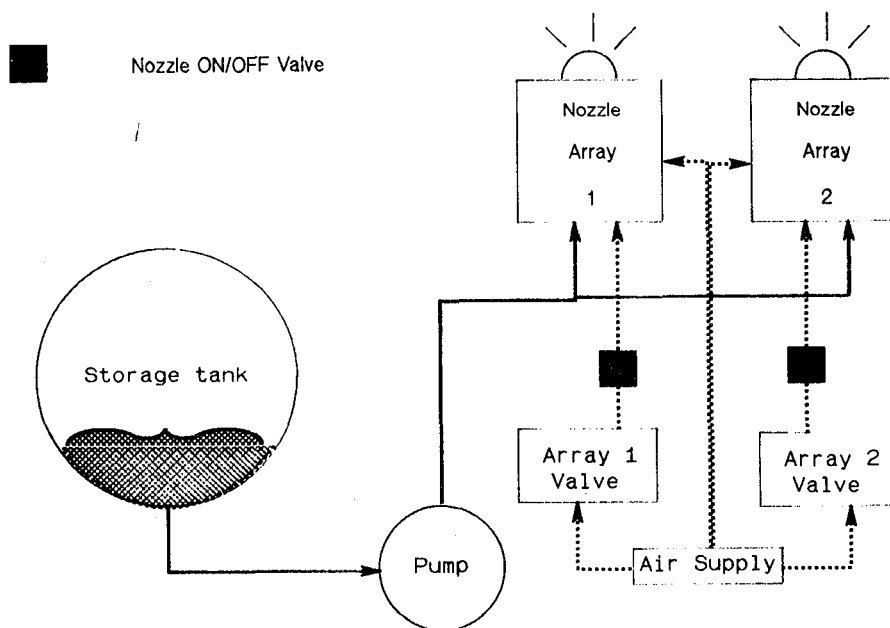 Nozzle ON/OFF Valve
Nozzle
Array
1
Nozzle
Array
2
Storage tank
Array 1
Valve
Array 2
Valve
Pump
Air Supply